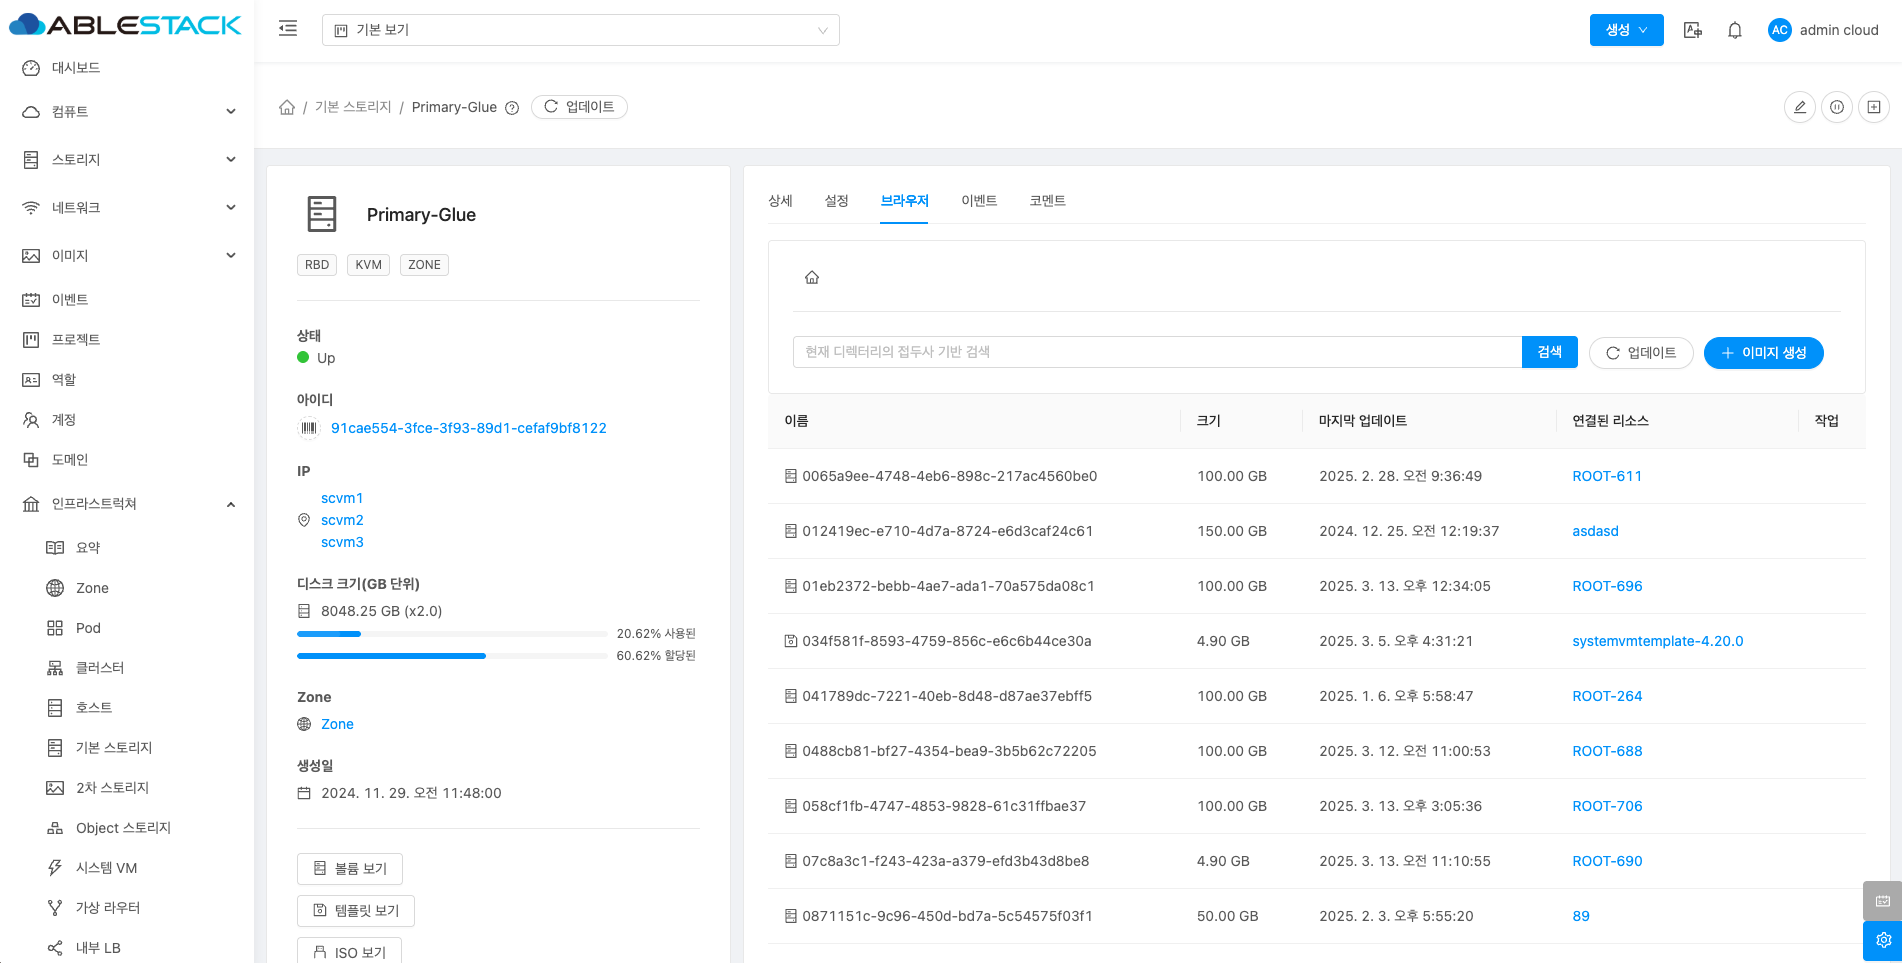 ABLESTACK
기본 보기
생성
AC
admin cloud
대시보드
컴퓨트
스토리지
네트워크
이미지
이벤트
프로젝트
역할
계정
도메인
인프라스트럭쳐
요약
Zone
Pod
클러스터
호스트
기본 스토리지
2차 스토리지
Object 스토리지
시스템 VM
가상 라우터
내부 LB
/ 기본 스토리지 / Primary-Glue
업데이트
Primary-Glue
RBD KVM ZONE
상태
Up
아이디
91cae554-3fce-3f93-89d1-cefaf9bf8122
IP
scvm1
scvm2
scvm3
디스크 크기(GB 단위)
8048.25 GB (x2.0)
20.62% 사용된
60.62% 할당된
Zone
Zone
생성일
2024. 11. 29. 오전 11:48:00
볼륨 보기
템플릿 보기
ISO 보기
상세 설정 브라우저 이벤트 코멘트
현재 디렉터리의 접두사 기반 검색 검색 업데이트 이미지 생성
이름 크기 마지막 업데이트 연결된 리소스 작업
0065a9ee-4748-4eb6-898c-217ac4560be0 100.00 GB 2025. 2. 28. 오전 9:36:49 ROOT-611
012419ec-e710-4d7a-8724-e6d3caf24c61 150.00 GB 2024. 12. 25. 오전 12:19:37 asdasd
01eb2372-bebb-4ae7-ada1-70a575da08c1 100.00 GB 2025. 3. 13. 오후 12:34:05 ROOT-696
034f581f-8593-4759-856c-e6c6b44ce30a 4.90 GB 2025. 3. 5. 오후 4:31:21 systemvmtemplate-4.20.0
041789dc-7221-40eb-8d48-d87ae37ebff5 100.00 GB 2025. 1. 6. 오후 5:58:47 ROOT-264
0488cb81-bf27-4354-bea9-3b5b62c72205 100.00 GB 2025. 3. 12. 오전 11:00:53 ROOT-688
058cf1fb-4747-4853-9828-61c31ffbae37 100.00 GB 2025. 3. 13. 오후 3:05:36 ROOT-706
07c8a3c1-f243-423a-a379-efd3b43d8be8 4.90 GB 2025. 3. 13. 오전 11:10:55 ROOT-690
0871151c-9c96-450d-bd7a-5c54575f03f1 50.00 GB 2025. 2. 3. 오후 5:55:20 89